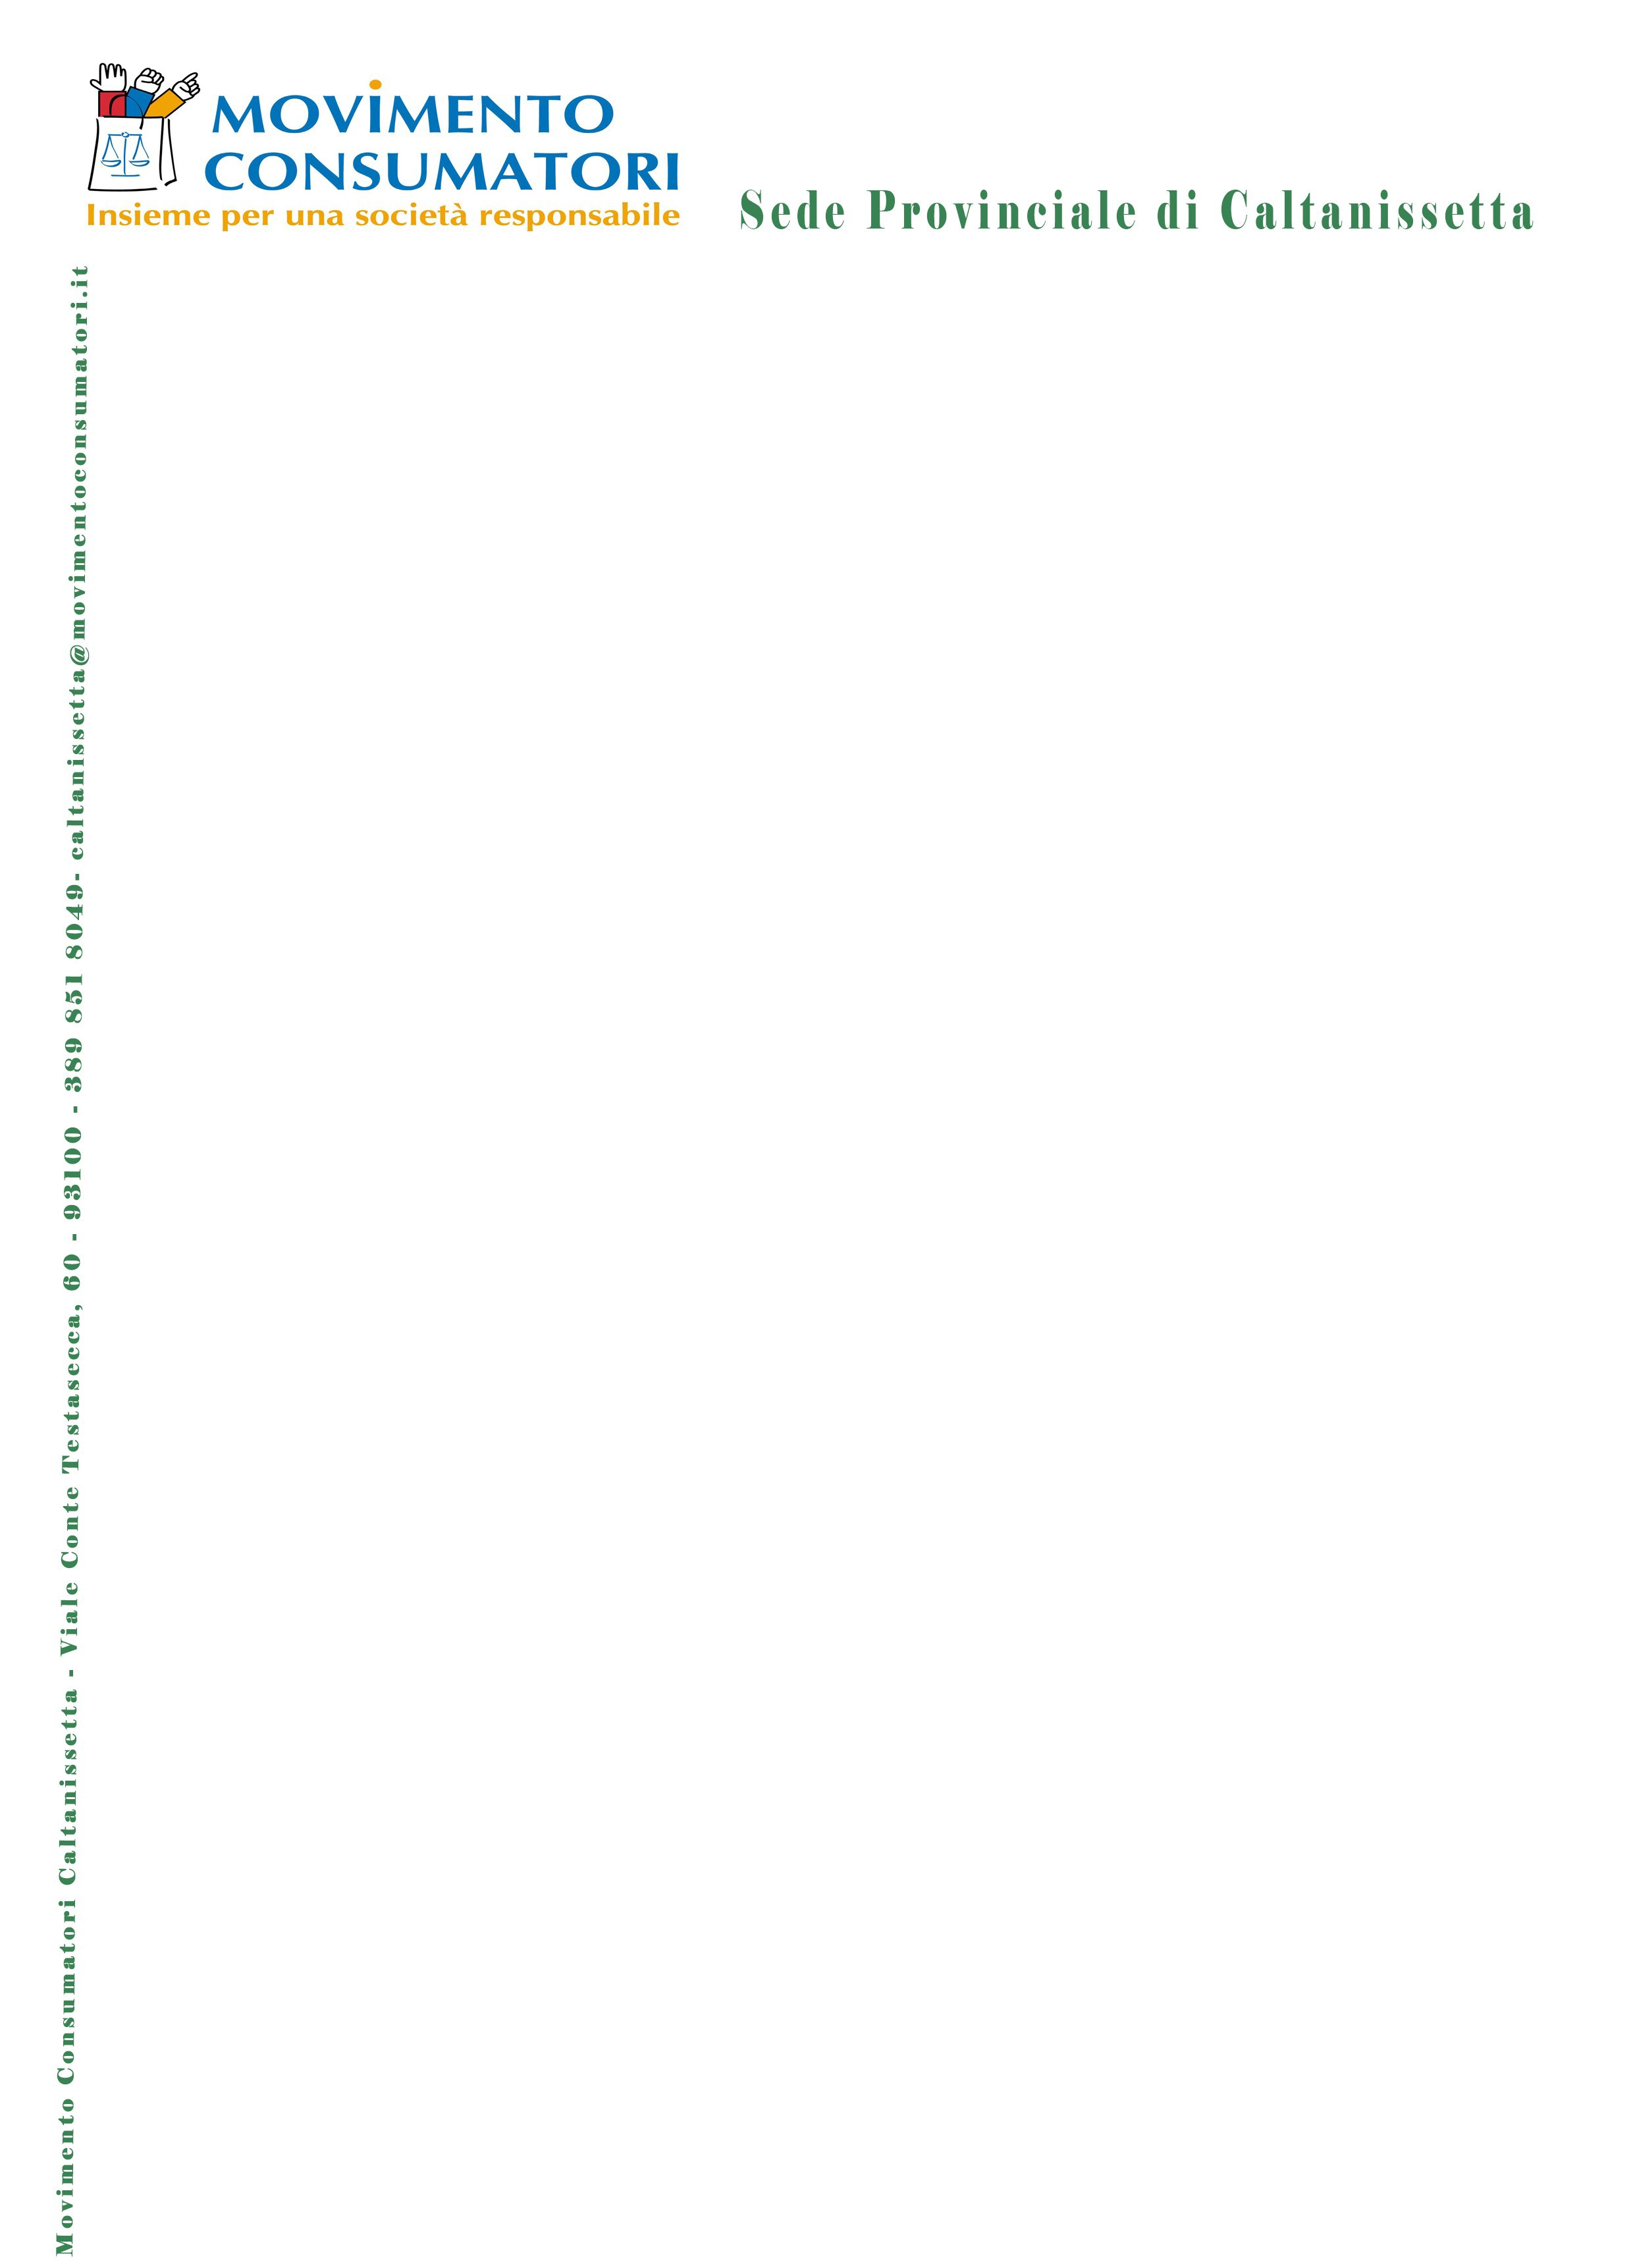 MOVIMENTO
CONSUMATORI
Insieme per una società responsabile
Sede Provinciale di Caltanissetta
Movimento Consumatori Caltanissetta - Viale Conte Testasecca, 60 - 93100 - 389 851 8049- caltanissetta@movimentoconsumatori.it